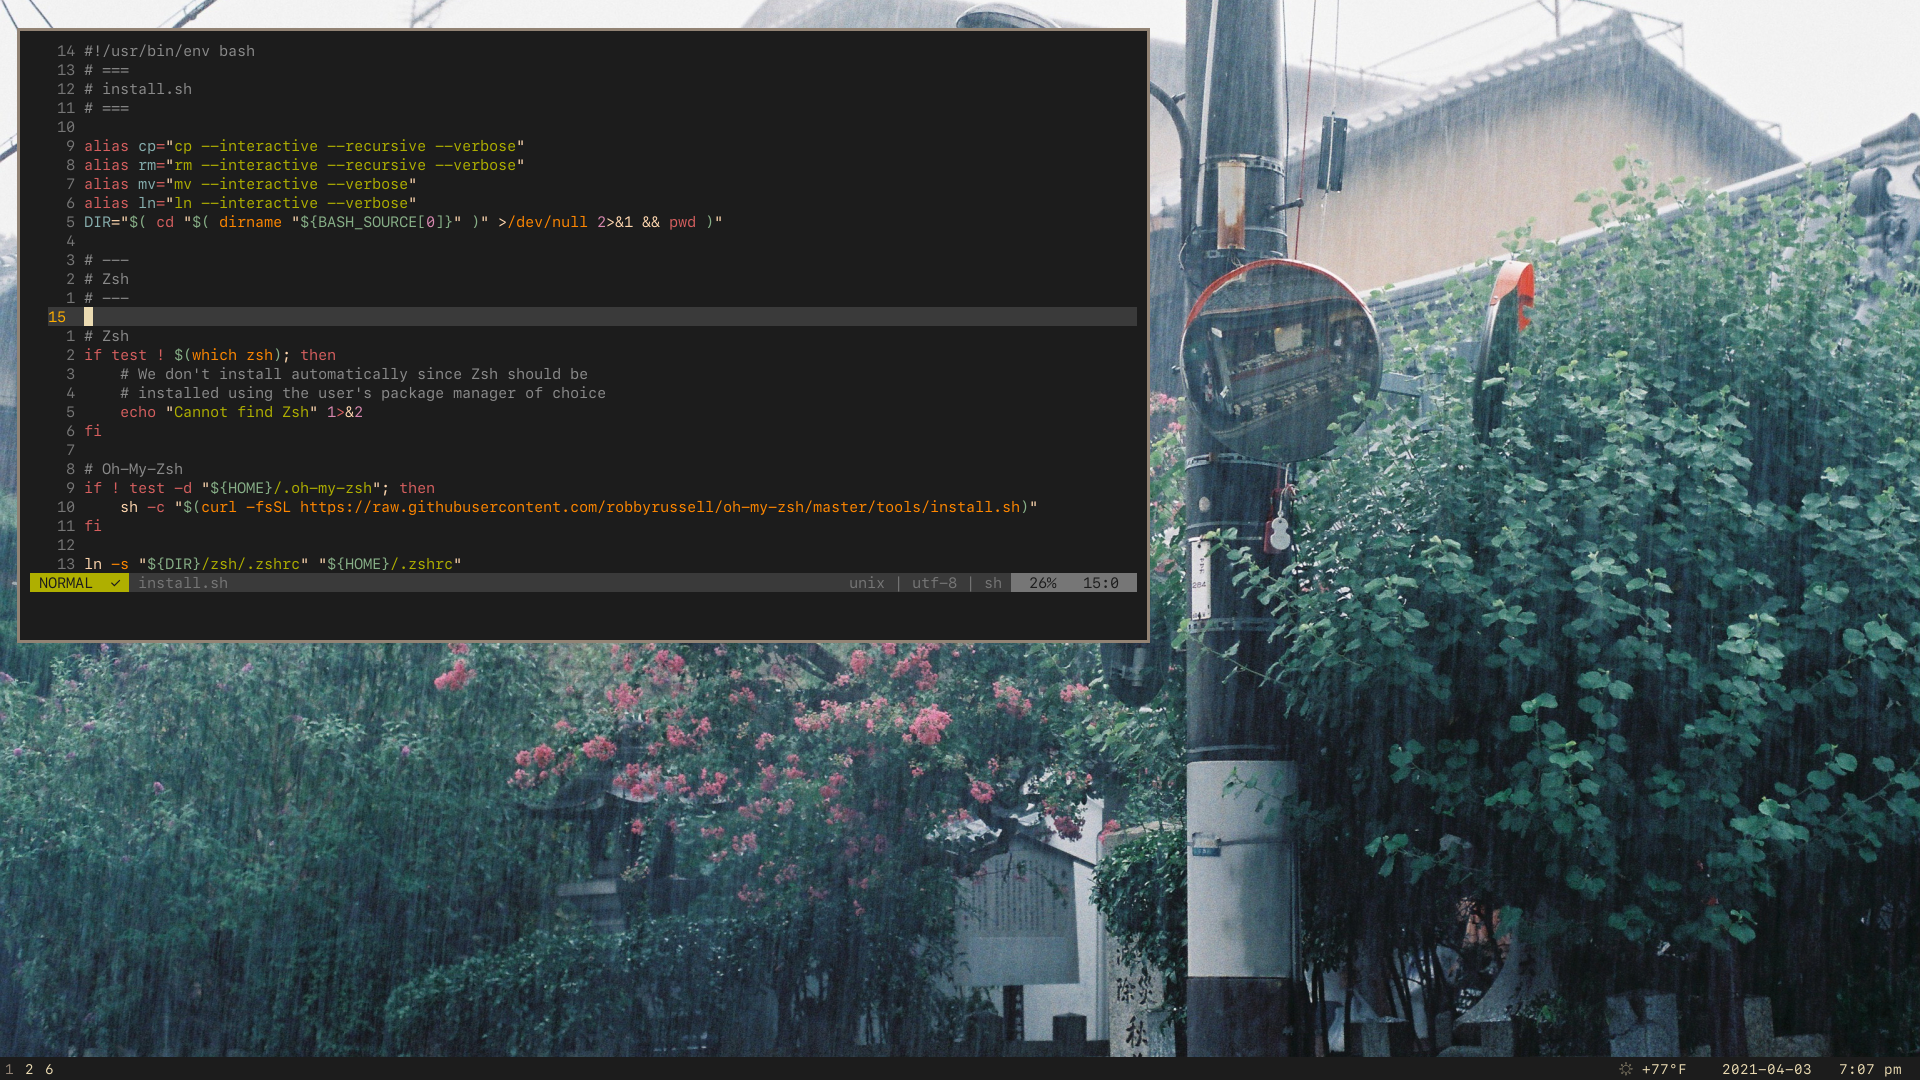 14 #!/usr/bin/env bash
13 # ===
12 # install.sh
11 # ===
10
9 alias cp="cp --interactive --recursive --verbose"
8 alias rm="rm --interactive --recursive --verbose"
7 alias mv="mv --interactive --verbose"
6 alias ln="ln --interactive --verbose"
5 DIR="$( cd "$( dirname "${BASH_SOURCE[0]}" )" >/dev/null 2>&1 && pwd )"
4
3 # ---
2 # Zsh
1 # ---
15
1 # Zsh
2 if test ! $(which zsh); then
3     # We don't install automatically since Zsh should be
4     # installed using the user's package manager of choice
5     echo "Cannot find Zsh" 1>&2
6 fi
7
8 # Oh-My-Zsh
9 if ! test -d "${HOME}/.oh-my-zsh"; then
10     sh -c "$(curl -fsSL https://raw.githubusercontent.com/robbyrussell/oh-my-zsh/master/tools/install.sh)"
11 fi
12
13 ln -s "${DIR}/zsh/.zshrc" "${HOME}/.zshrc"
NORMAL ✓ install.sh unix | utf-8 | sh 26% 15:0
1 2 6 +77°F 2021-04-03 7:07 pm